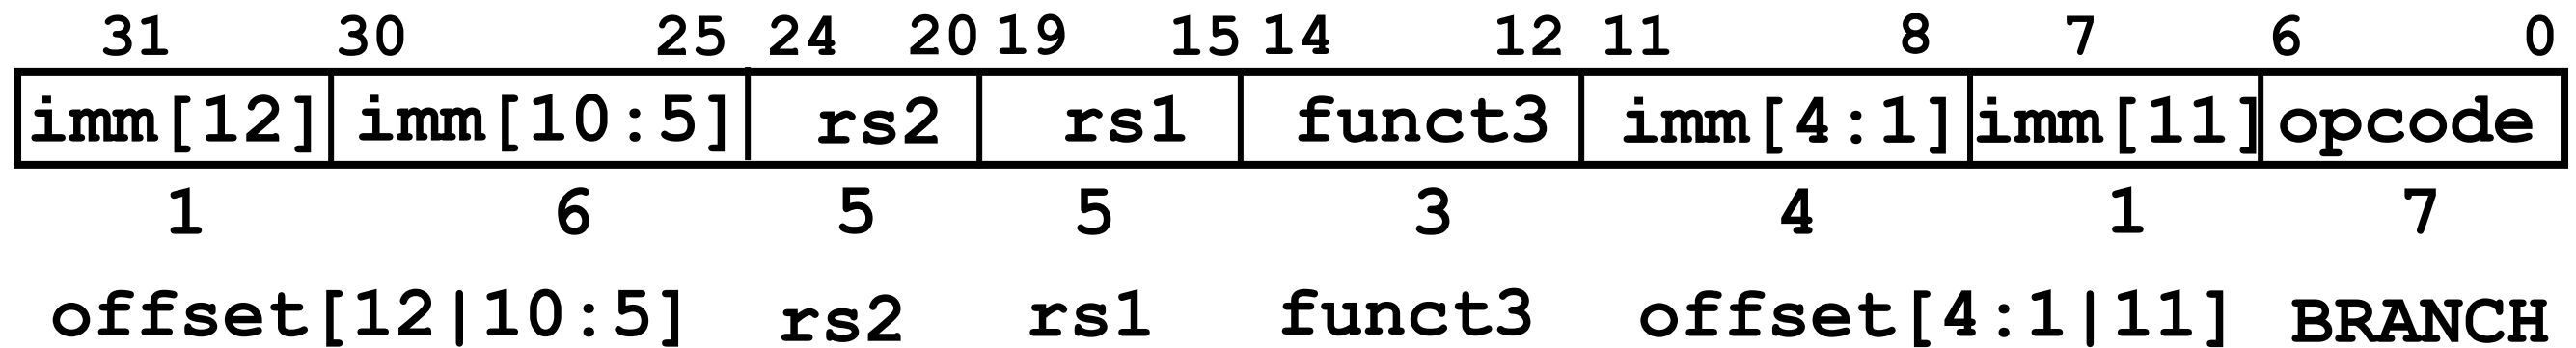 31 30 25 24 20 19 15 14 12 11 8 7 6 0
imm[12] imm[10:5] rs2 rs1 funct3 imm[4:1] imm[11] opcode
1 6 5 5 3 4 1 7
offset[12|10:5] rs2 rs1 funct3 offset[4:1|11] BRANCH